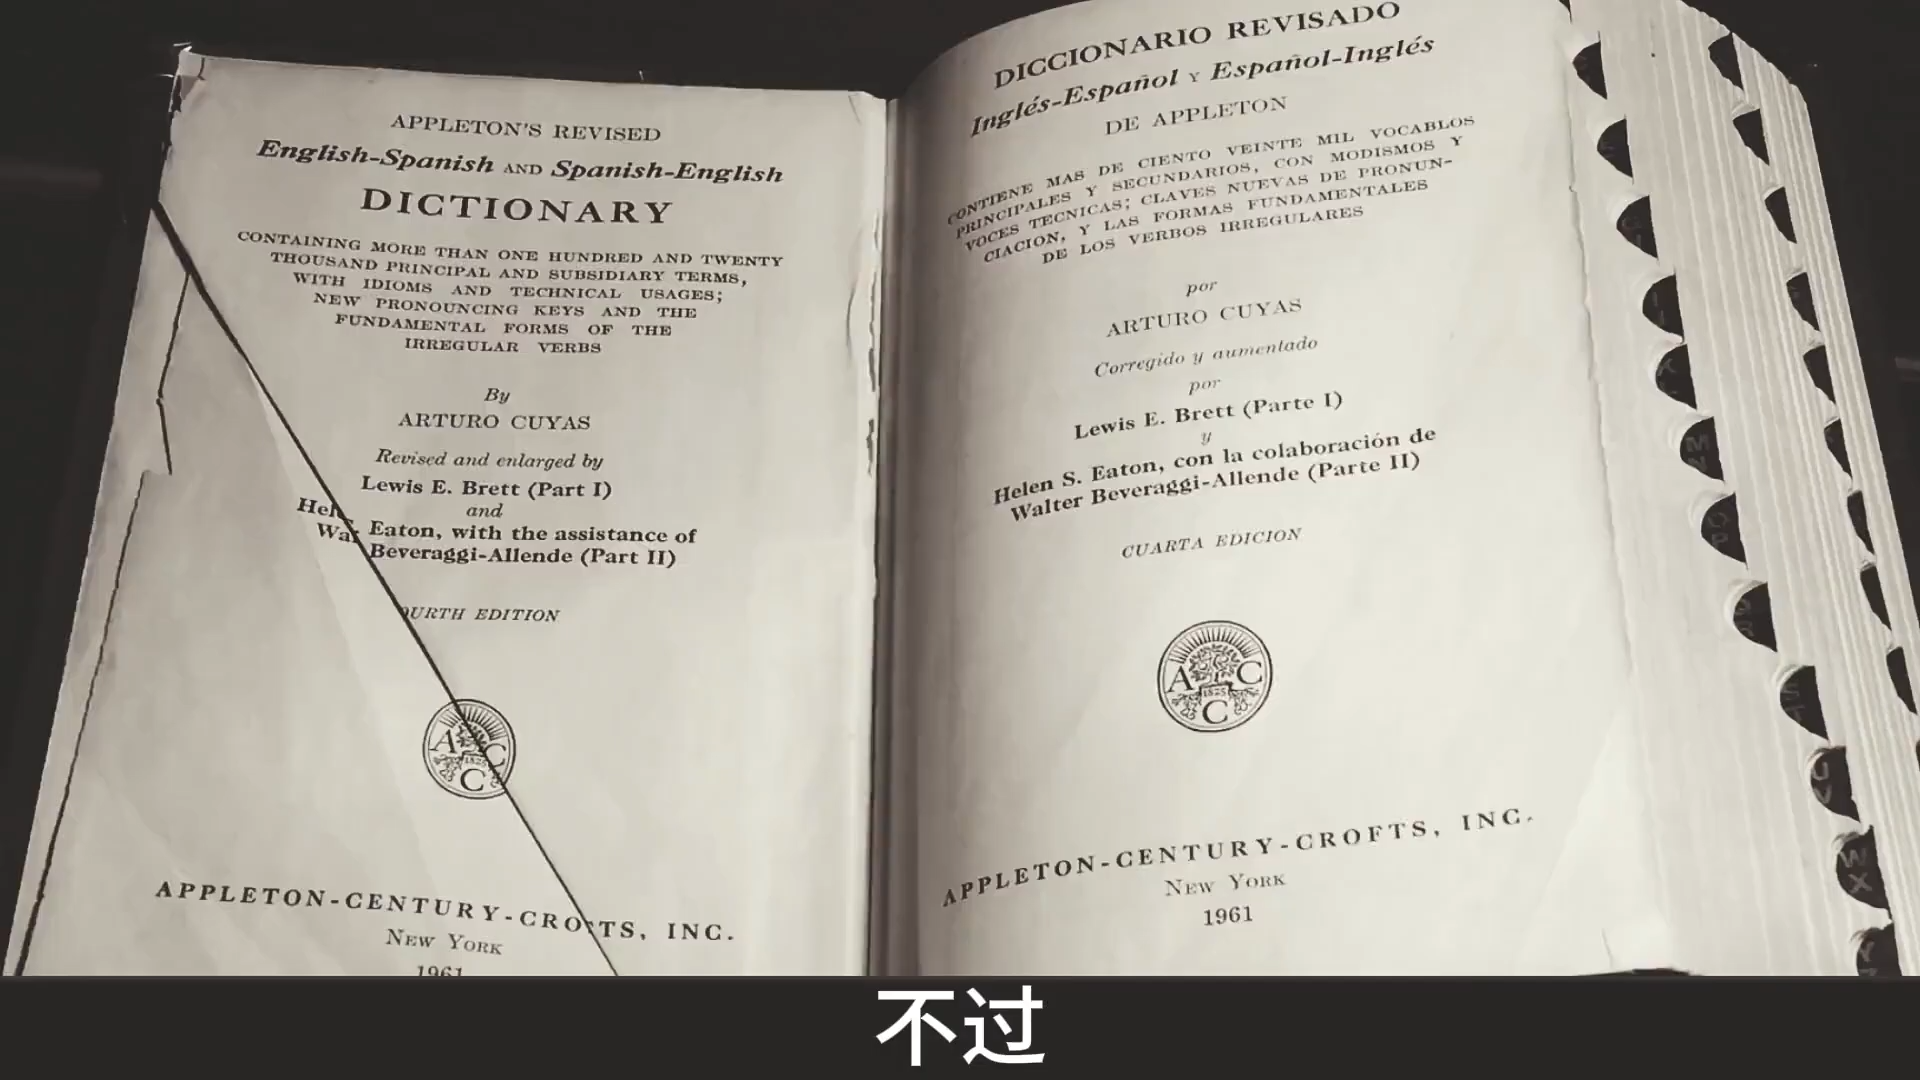 APPLETON'S REVISED
English-Spanish AND Spanish-English
DICTIONARY
CONTAINING MORE THAN ONE HUNDRED AND TWENTY
THOUSAND PRINCIPAL AND SUBSIDIARY TERMS,
WITH IDIOMS AND TECHNICAL USAGES;
NEW PRONOUNCING KEYS AND THE
FUNDAMENTAL FORMS OF THE
IRREGULAR VERBS
By
ARTURO CUYAS
Revised and enlarged by
Lewis E. Brett (Part I)
and
Eaton, with the assistance of
Beveraggi-Allende (Part II)
EDITION
A C C
1825
APPLETON-CENTURY-CROFTS, INC.
NEW YORK
1961
DICCIONARIO REVISADO
Inglés-Español Y Español-Inglés
DE APPLETON
CONTIENE MAS DE CIENTO VEINTE MIL VOCABLOS
PRINCIPALES Y SECUNDARIOS, CON MODISMOS Y
VOCES TECNICAS; CLAVES NUEVAS DE PRONUN-
CIACION, Y LAS FORMAS FUNDAMENTALES
DE LOS VERBOS IRREGULARES
por
ARTURO CUYAS
Corregido y aumentado
por
Lewis E. Brett (Parte I)
y
Helen S. Eaton, con la colaboración de
Walter Beveraggi-Allende (Parte II)
CUARTA EDICION
A C C
1825
APPLETON-CENTURY-CROFTS, INC.
NEW YORK
1961
M
N
O
P
U
V
W
X
Y
不过